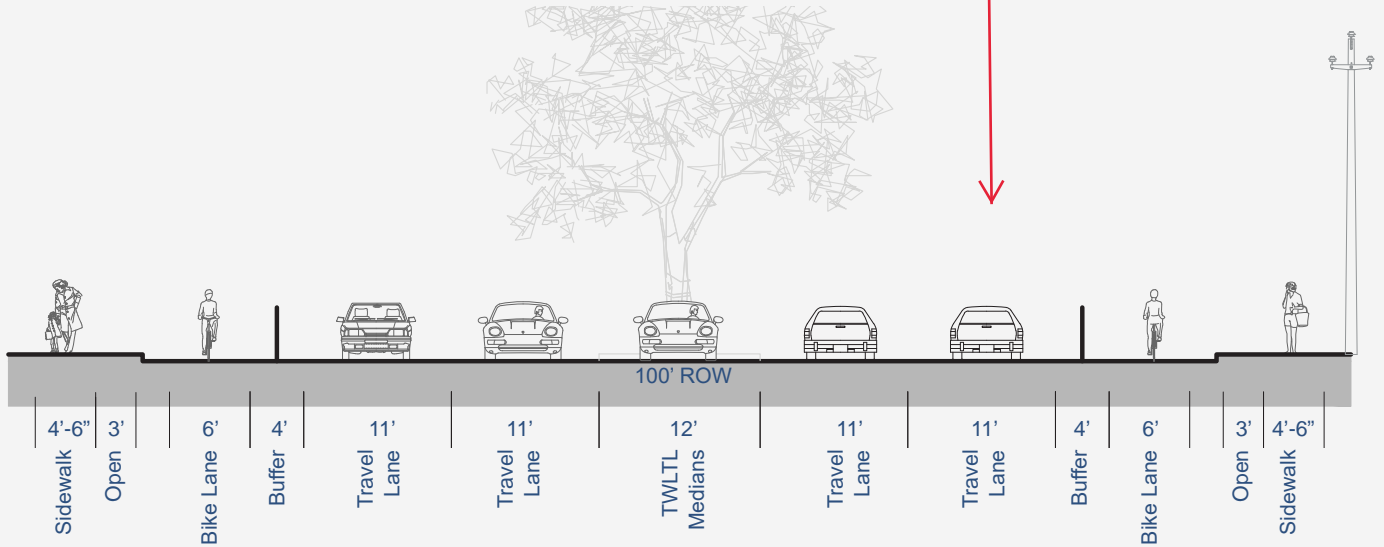 100’ ROW
4’-6” 3’ 6’ 4’ 11’ 11’ 12’ 11’ 11’ 4’ 6’ 3’ 4’-6”
Sidewalk
Open
Bike Lane
Buffer
Travel
Lane
Travel
Lane
TWLTL
Medians
Travel
Lane
Travel
Lane
Buffer
Bike Lane
Open
Sidewalk